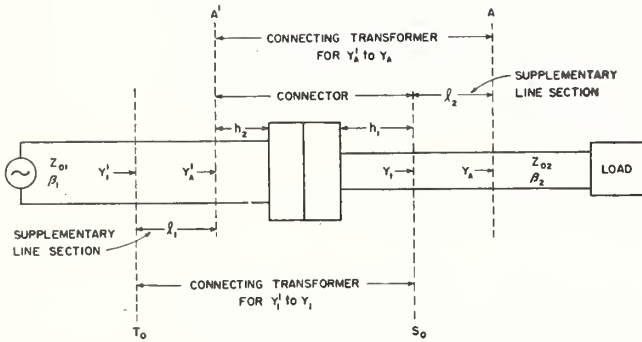 A' A
CONNECTING TRANSFORMER
FOR Y'A to YA
SUPPLEMENTARY
LINE SECTION
CONNECTOR
ℓ2
h2 h1
Z01
β1
Y'1 Y'A Y1 YA
Z02
β2
LOAD
ℓ1
SUPPLEMENTARY
LINE SECTION
CONNECTING TRANSFORMER
FOR Y'1 to Y1
T0 S0